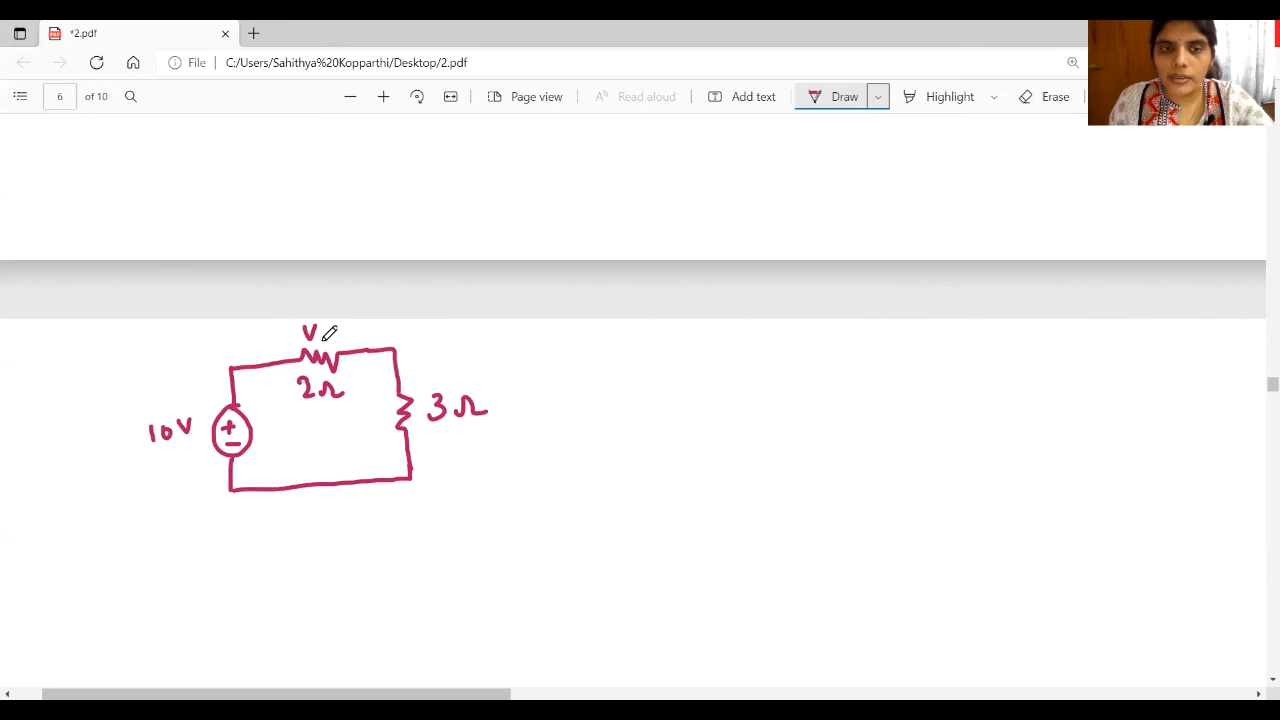 *2.pdf
File C:/Users/Sahithya%20Kopparthi/Desktop/2.pdf
6 of 10 Page view Read aloud Add text Draw Highlight Erase
V
2Ω
10V
+
−
3Ω